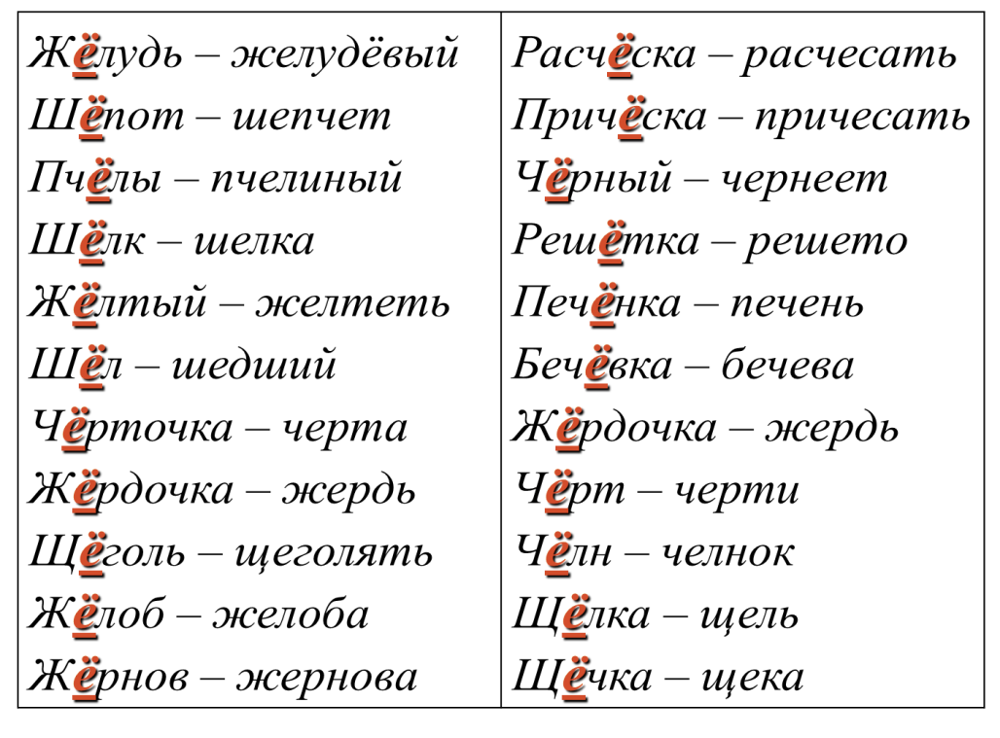 Жёлудь – желудёвый
Шёпот – шепчет
Пчёлы – пчелиный
Шёлк – шелка
Жёлтый – желтеть
Шёл – шедший
Чёрточка – черта
Жёрдочка – жердь
Щёголь – щеголять
Жёлоб – желоба
Жёрнов – жернова
Расчёска – расчесать
Причёска – причесать
Чёрный – чернеет
Решётка – решето
Печёнка – печень
Бечёвка – бечева
Жёрдочка – жердь
Чёрт – черти
Чёлн – челнок
Щёлка – щель
Щёчка – щека